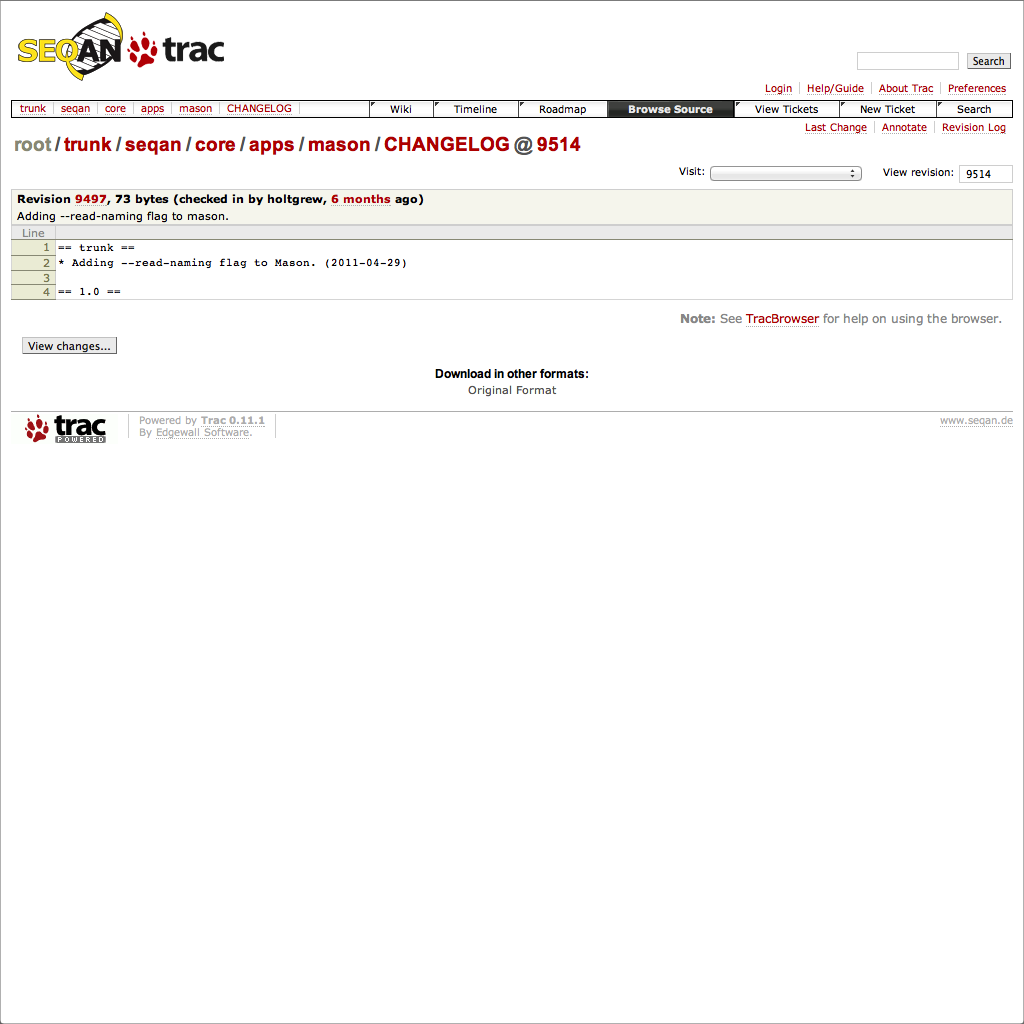 SEQAN trac
Search
Login Help/Guide About Trac Preferences
trunk seqan core apps mason CHANGELOG Wiki Timeline Roadmap Browse Source View Tickets New Ticket Search
Last Change Annotate Revision Log
root / trunk / seqan / core / apps / mason / CHANGELOG @ 9514
Visit: View revision: 9514
Revision 9497, 73 bytes (checked in by holtgrew, 6 months ago)
Adding --read-naming flag to mason.
Line
1 == trunk ==
2 * Adding --read-naming flag to Mason. (2011-04-29)
3
4 == 1.0 ==
Note: See TracBrowser for help on using the browser.
View changes...
Download in other formats:
Original Format
trac POWERED
Powered by Trac 0.11.1
By Edgewall Software.
www.seqan.de